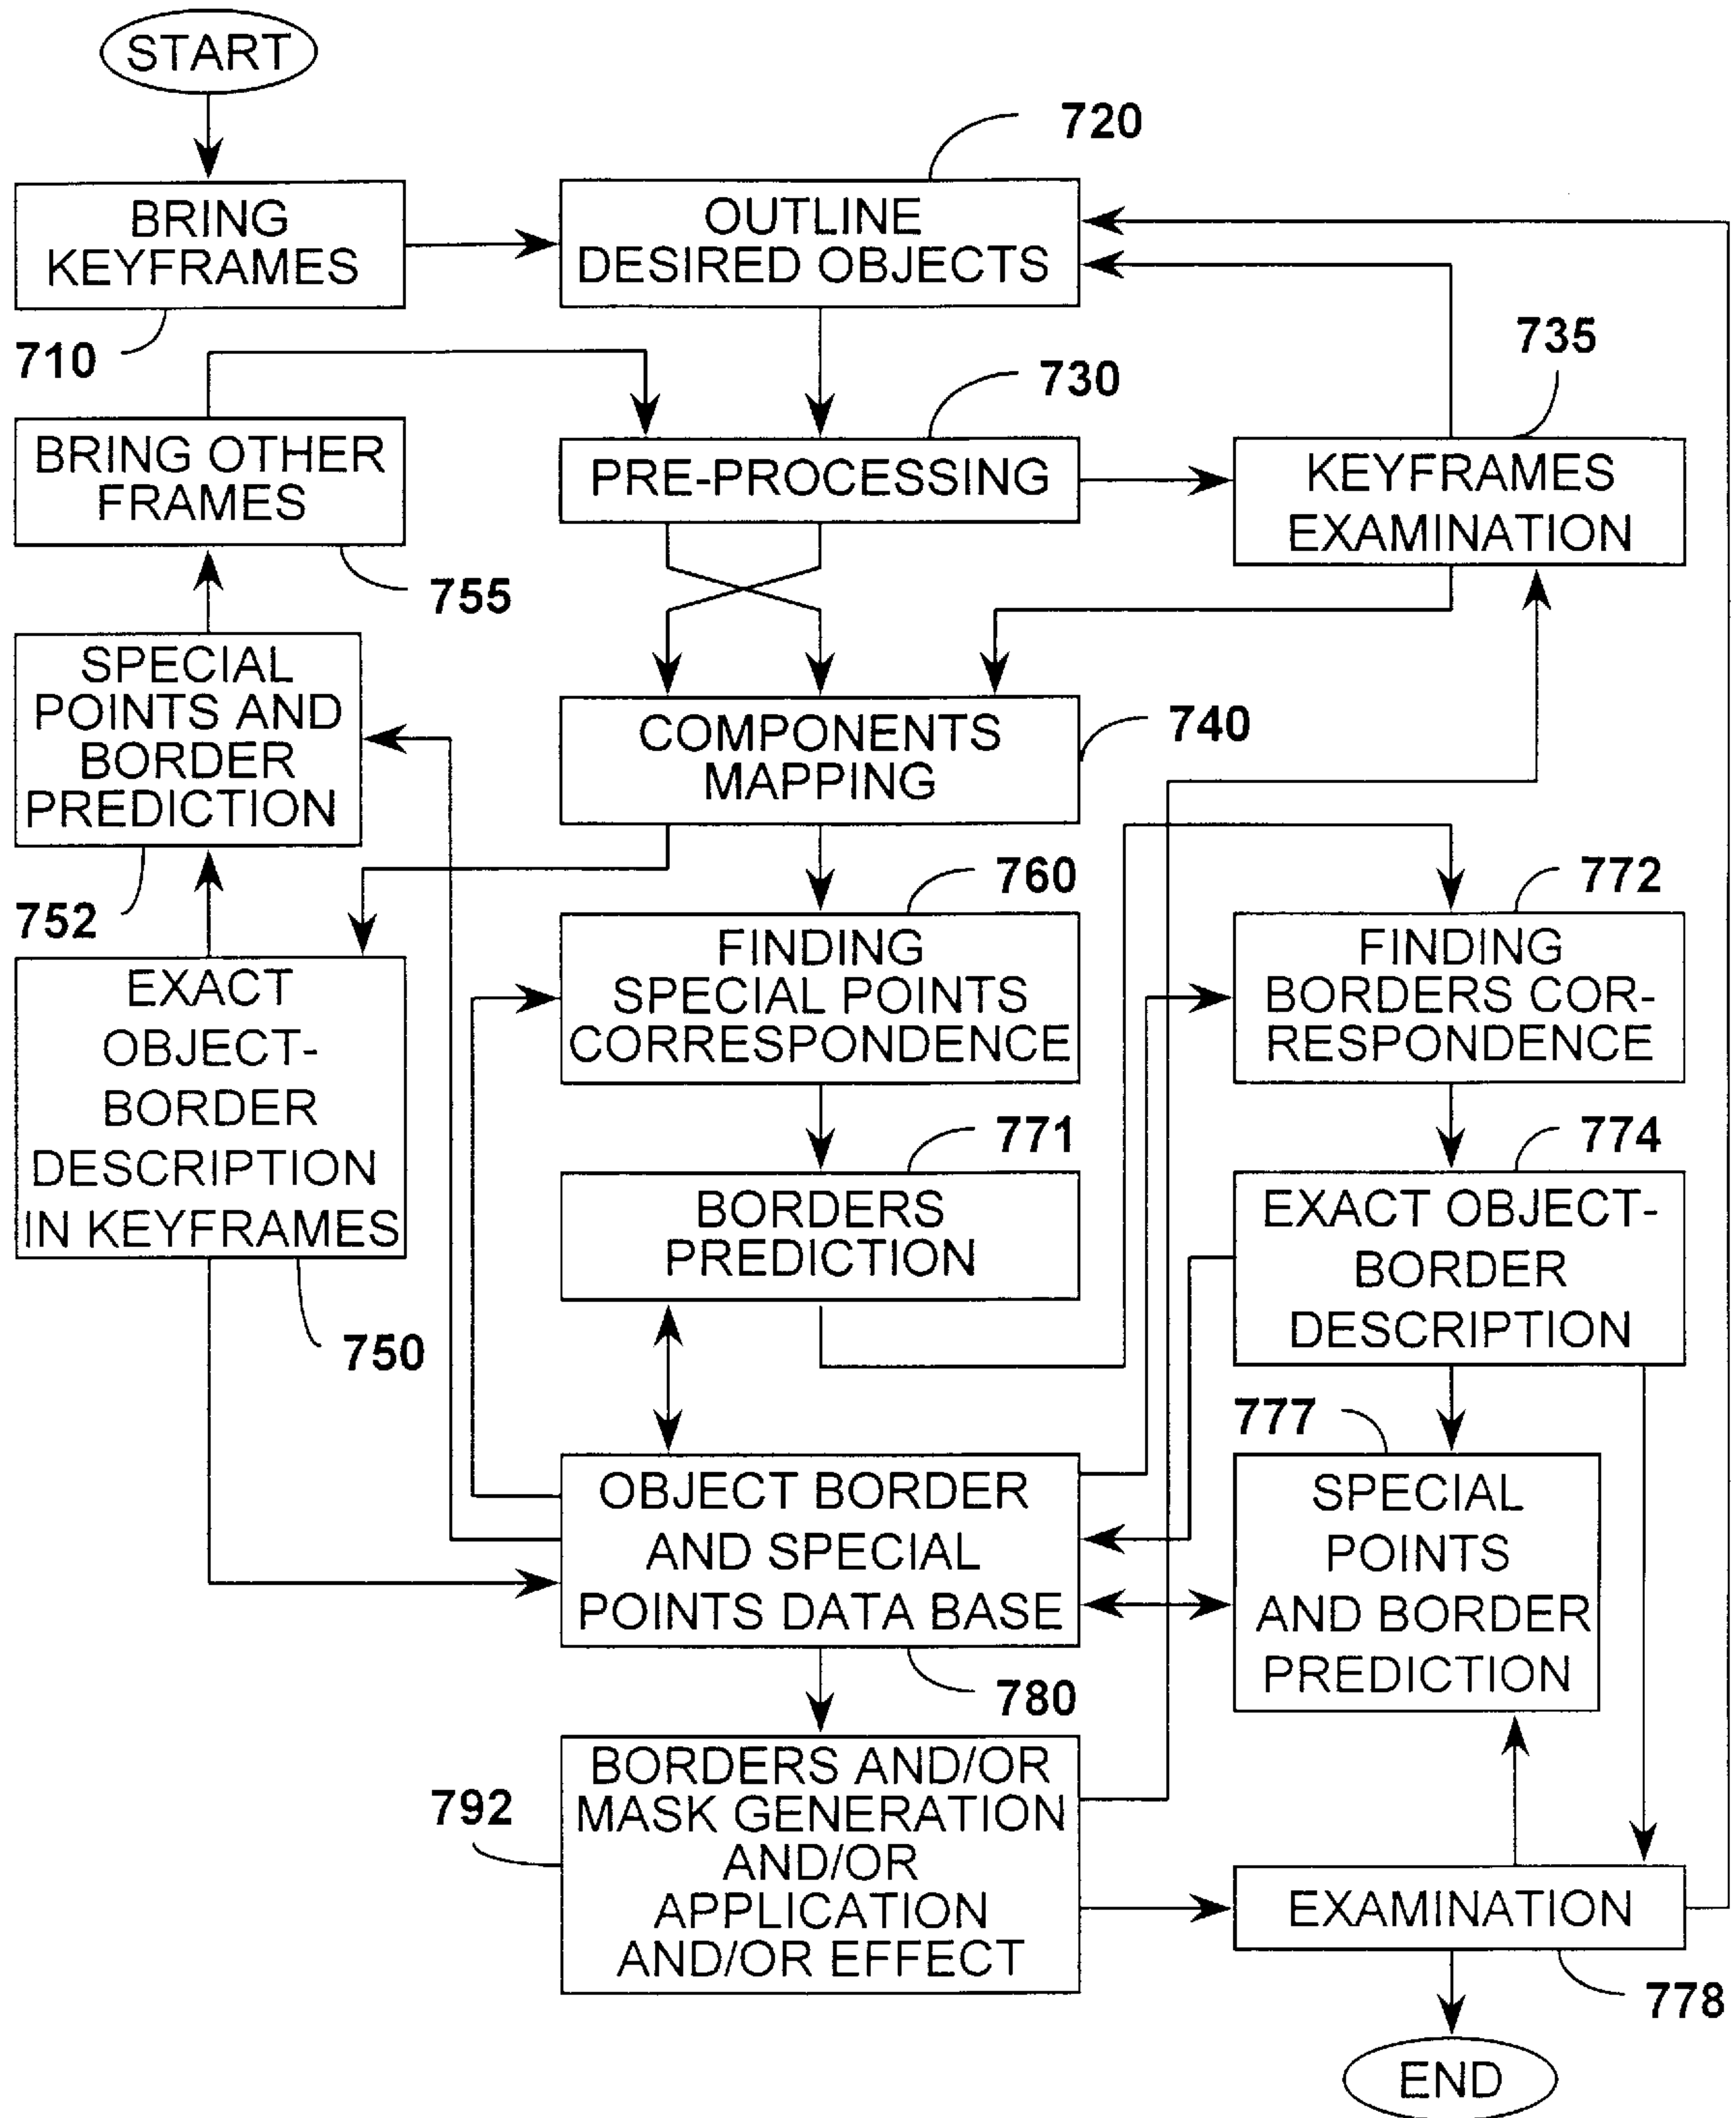 START
720
BRING
KEYFRAMES
OUTLINE
DESIRED OBJECTS
710
735
730
BRING OTHER
FRAMES
PRE-PROCESSING
KEYFRAMES
EXAMINATION
755
SPECIAL
POINTS AND
BORDER
PREDICTION
COMPONENTS
MAPPING
740
752
760
772
EXACT
OBJECT-
BORDER
DESCRIPTION
IN KEYFRAMES
FINDING
SPECIAL POINTS
CORRESPONDENCE
FINDING
BORDERS COR-
RESPONDENCE
771
774
BORDERS
PREDICTION
EXACT OBJECT-
BORDER
DESCRIPTION
750
777
OBJECT BORDER
AND SPECIAL
POINTS DATA BASE
SPECIAL
POINTS
AND BORDER
PREDICTION
780
792
BORDERS AND/OR
MASK GENERATION
AND/OR
APPLICATION
AND/OR EFFECT
EXAMINATION
778
END